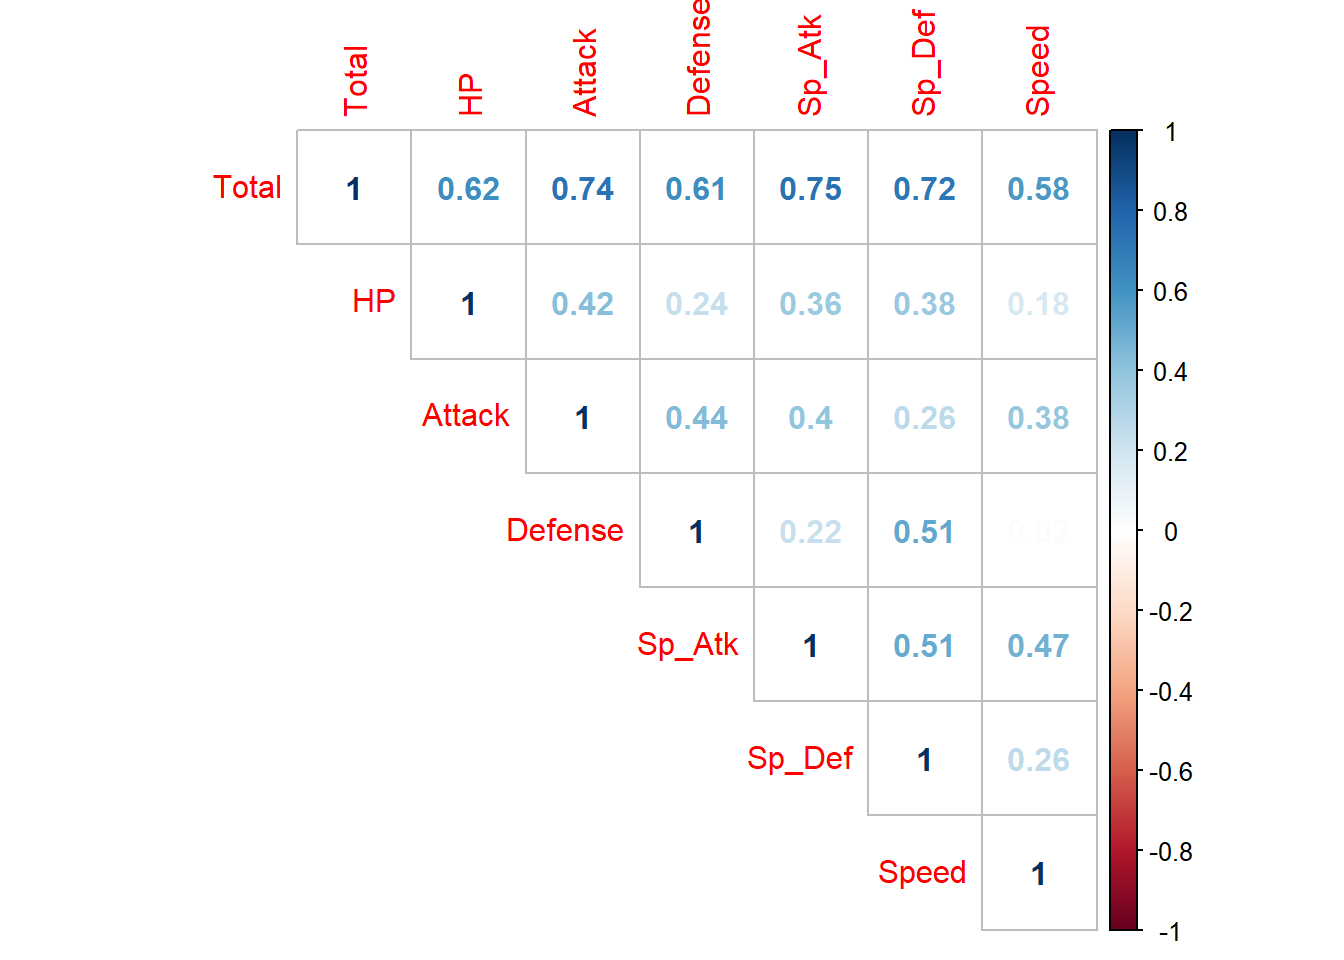 Total HP Attack Defense Sp_Atk Sp_Def Speed
Total 1 0.62 0.74 0.61 0.75 0.72 0.58
HP 1 0.42 0.24 0.36 0.38 0.18
Attack 1 0.44 0.4 0.26 0.38
Defense 1 0.22 0.51 0.02
Sp_Atk 1 0.51 0.47
Sp_Def 1 0.26
Speed 1
1
0.8
0.6
0.4
0.2
0
-0.2
-0.4
-0.6
-0.8
-1